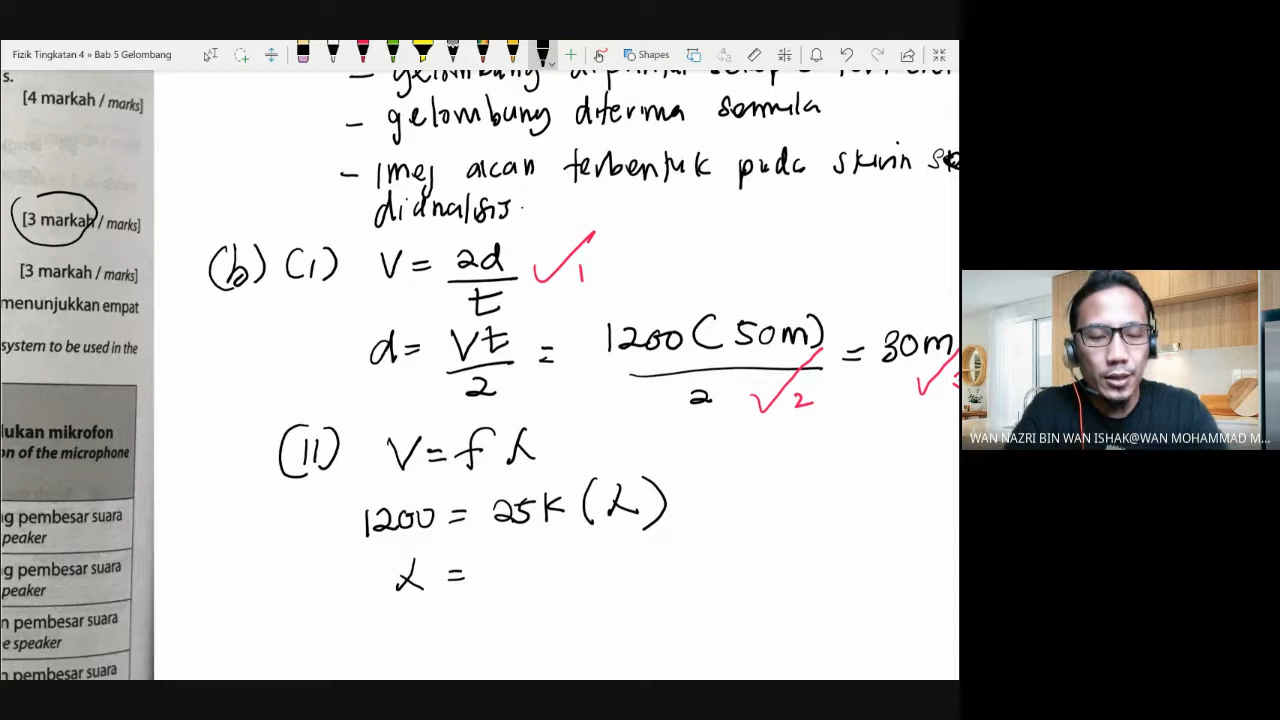 Fizik Tingkatan 4 » Bab 5 Gelombang
Shapes
s.
[4 markah / marks]
[3 markah / marks]
[3 markah / marks]
menunjukkan empat
system to be used in the
lukan mikrofon
on of the microphone
g pembesar suara
peaker
g pembesar suara
peaker
n pembesar suara
e speaker
n pembesar suara
- gelombang
- gelombang diterima semula
- Imej akan terbentuk pada skrin
dianalisis.
(b) (i) V = 2d / t ✓1
d = Vt / 2 = 1200 (50m) / 2 ✓2 = 30m ✓3
(II) V = f λ
1200 = 25K (λ)
λ =
WAN NAZRI BIN WAN ISHAK@WAN MOHAMMAD M...